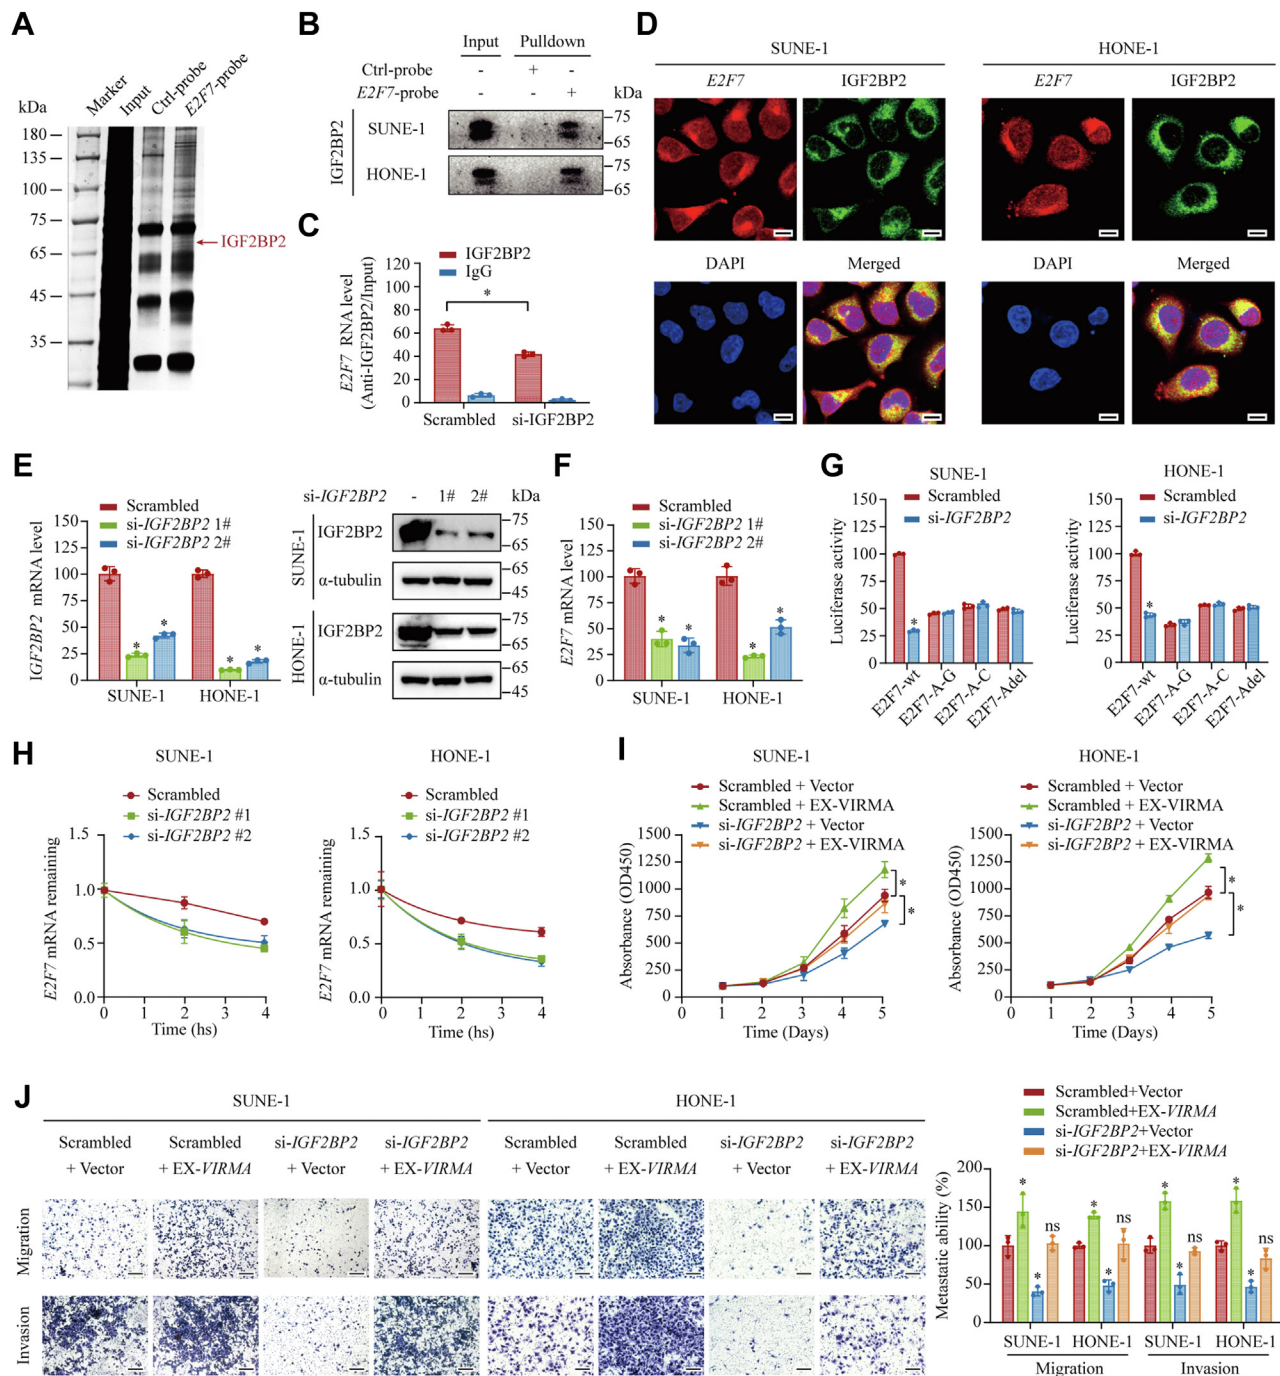 A
kDa
Marker
Input
Ctrl-probe
E2F7-probe
180
135
100
75
65
45
35
IGF2BP2
B
Input Pulldown
Ctrl-probe - + -
E2F7-probe - - + kDa
IGF2BP2
SUNE-1
75
65
HONE-1
75
65
C
IGF2BP2
IgG
E2F7 RNA level
(Anti-IGF2BP2/Input)
120
100
80
60
40
20
0
*
Scrambled si-IGF2BP2
D
SUNE-1 HONE-1
E2F7 IGF2BP2 E2F7 IGF2BP2
DAPI Merged DAPI Merged
E
Scrambled
si-IGF2BP2 1#
si-IGF2BP2 2#
IGF2BP2 mRNA level
150
125
100
75
50
25
0
* * * *
SUNE-1 HONE-1
si-IGF2BP2 - 1# 2# kDa
SUNE-1
IGF2BP2
75
65
α-tubulin
55
45
HONE-1
IGF2BP2
75
65
α-tubulin
55
45
F
Scrambled
si-IGF2BP2 1#
si-IGF2BP2 2#
E2F7 mRNA level
150
125
100
75
50
25
0
* * * *
SUNE-1 HONE-1
G
SUNE-1
Scrambled
si-IGF2BP2
Luciferase activity
150
125
100
75
50
25
0
*
E2F7-wt
E2F7-A-G
E2F7-A-C
E2F7-Adel
HONE-1
Scrambled
si-IGF2BP2
Luciferase activity
150
125
100
75
50
25
0
*
E2F7-wt
E2F7-A-G
E2F7-A-C
E2F7-Adel
H
SUNE-1
Scrambled
si-IGF2BP2 #1
si-IGF2BP2 #2
E2F7 mRNA remaining
1.5
1.0
0.5
0.0
0 1 2 3 4
Time (hs)
HONE-1
Scrambled
si-IGF2BP2 #1
si-IGF2BP2 #2
E2F7 mRNA remaining
1.5
1.0
0.5
0.0
0 1 2 3 4
Time (hs)
I
SUNE-1
Scrambled + Vector
Scrambled + EX-VIRMA
si-IGF2BP2 + Vector
si-IGF2BP2 + EX-VIRMA
Absorbance (OD450)
1500
1250
1000
750
500
250
0
*
*
0 1 2 3 4 5
Time (Days)
HONE-1
Scrambled + Vector
Scrambled + EX-VIRMA
si-IGF2BP2 + Vector
si-IGF2BP2 + EX-VIRMA
Absorbance (OD450)
1500
1250
1000
750
500
250
0
*
*
0 1 2 3 4 5
Time (Days)
J
SUNE-1 HONE-1
Scrambled Scrambled si-IGF2BP2 si-IGF2BP2 Scrambled Scrambled si-IGF2BP2 si-IGF2BP2
+ Vector + EX-VIRMA + Vector + EX-VIRMA + Vector + EX-VIRMA + Vector + EX-VIRMA
Migration
Invasion
Scrambled+Vector
Scrambled+EX-VIRMA
si-IGF2BP2+Vector
si-IGF2BP2+EX-VIRMA
Metastatic ability (%)
200
150
100
50
0
* * ns * * ns * * ns * * ns
SUNE-1 HONE-1 SUNE-1 HONE-1
Migration Invasion